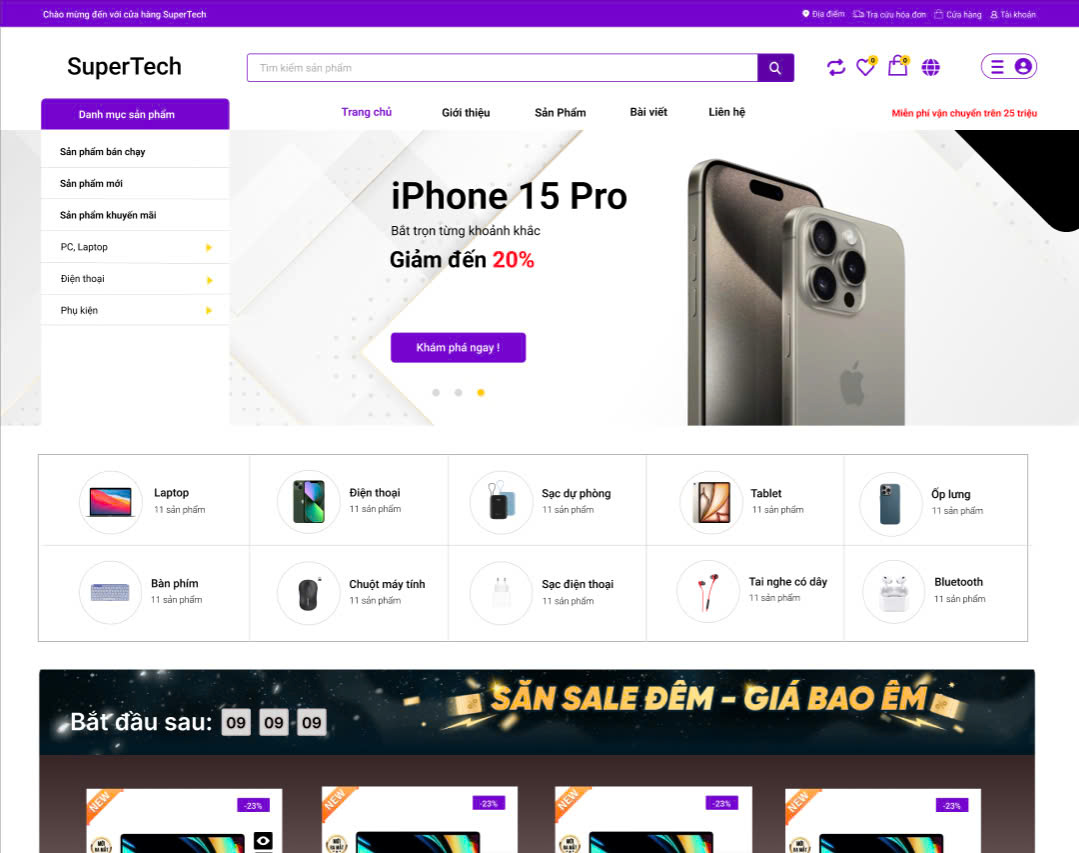 Chào mừng đến với cửa hàng SuperTech
Địa điểm
Tra cứu hóa đơn
Cửa hàng
Tài khoản
SuperTech
Tìm kiếm sản phẩm
0
0
Danh mục sản phẩm
Trang chủ
Giới thiệu
Sản Phẩm
Bài viết
Liên hệ
Miễn phí vận chuyển trên 25 triệu
Sản phẩm bán chạy
Sản phẩm mới
Sản phẩm khuyến mãi
PC, Laptop
Điện thoại
Phụ kiện
iPhone 15 Pro
Bắt trọn từng khoảnh khắc
Giảm đến 20%
Khám phá ngay !
Laptop
11 sản phẩm
Điện thoại
11 sản phẩm
Sạc dự phòng
11 sản phẩm
Tablet
11 sản phẩm
Ốp lưng
11 sản phẩm
Bàn phím
11 sản phẩm
Chuột máy tính
11 sản phẩm
Sạc điện thoại
11 sản phẩm
Tai nghe có dây
11 sản phẩm
Bluetooth
11 sản phẩm
Bắt đầu sau: 09 09 09
SĂN SALE ĐÊM - GIÁ BAO ÊM
NEW
-23%
NEW
-23%
NEW
-23%
NEW
-23%